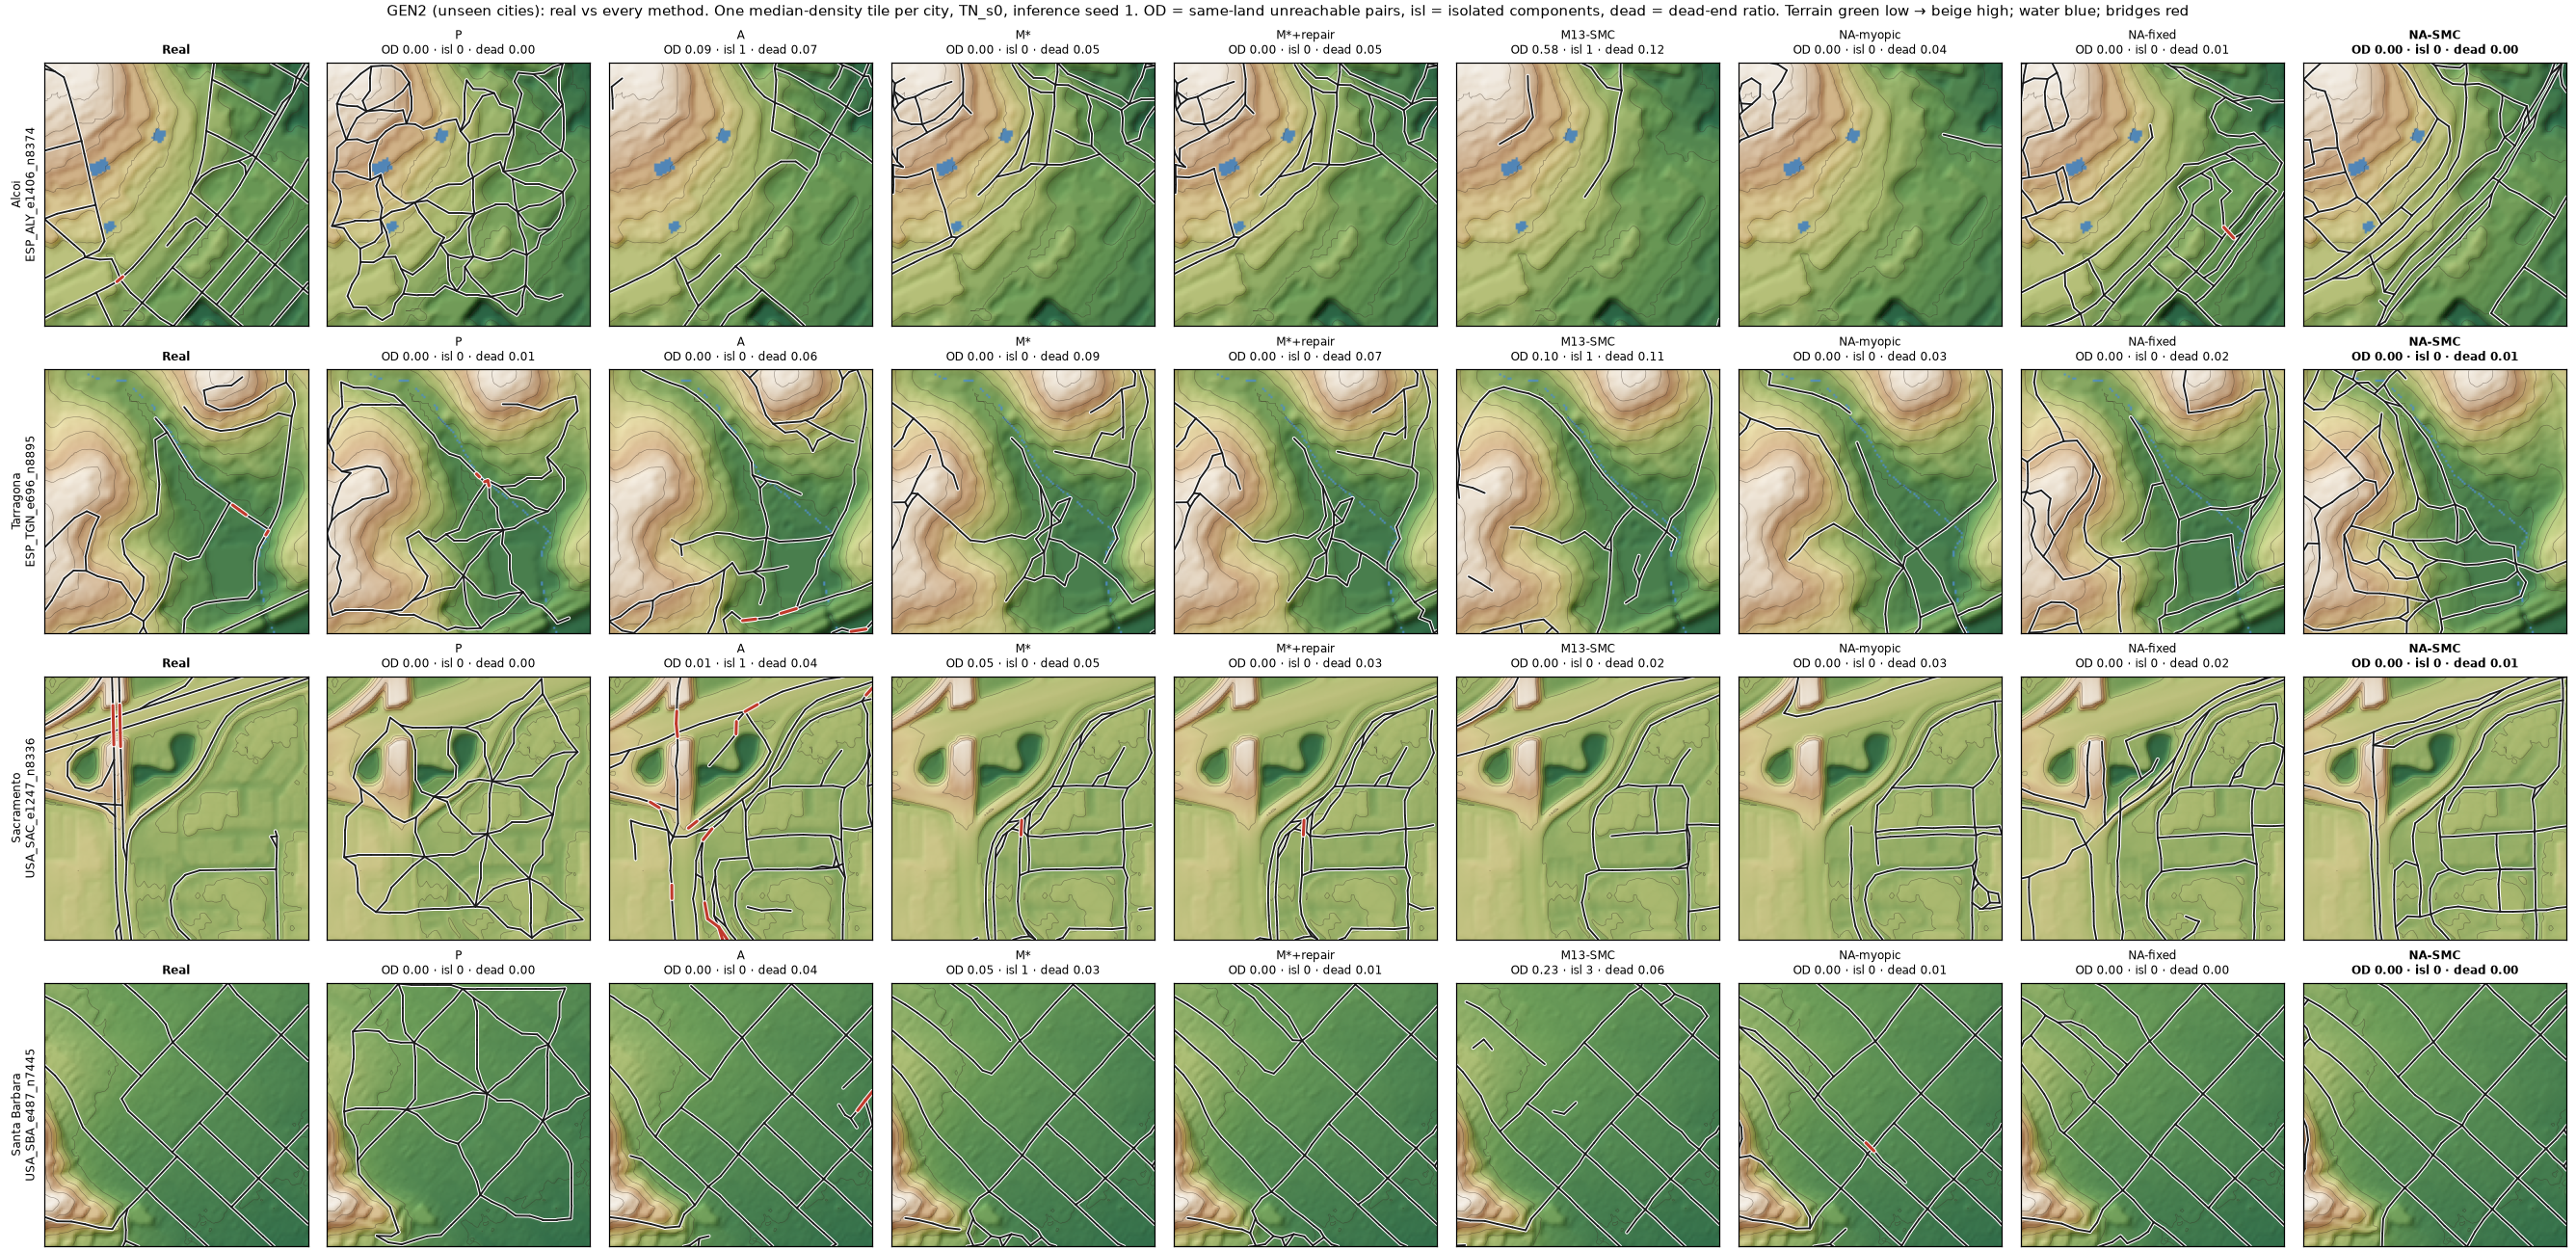 GEN2 (unseen cities): real vs every method. One median-density tile per city, TN_s0, inference seed 1. OD = same-land unreachable pairs, isl = isolated components, dead = dead-end ratio. Terrain green low → beige high; water blue; bridges red
Real
P
OD 0.00 · isl 0 · dead 0.00
A
OD 0.09 · isl 1 · dead 0.07
M*
OD 0.00 · isl 0 · dead 0.05
M*+repair
OD 0.00 · isl 0 · dead 0.05
M13-SMC
OD 0.58 · isl 1 · dead 0.12
NA-myopic
OD 0.00 · isl 0 · dead 0.04
NA-fixed
OD 0.00 · isl 0 · dead 0.01
NA-SMC
OD 0.00 · isl 0 · dead 0.00
Alcoi
ESP_ALY_e1406_n8374
Real
P
OD 0.00 · isl 0 · dead 0.01
A
OD 0.00 · isl 0 · dead 0.06
M*
OD 0.00 · isl 0 · dead 0.09
M*+repair
OD 0.00 · isl 0 · dead 0.07
M13-SMC
OD 0.10 · isl 1 · dead 0.11
NA-myopic
OD 0.00 · isl 0 · dead 0.03
NA-fixed
OD 0.00 · isl 0 · dead 0.02
NA-SMC
OD 0.00 · isl 0 · dead 0.01
Tarragona
ESP_TGN_e696_n8895
Real
P
OD 0.00 · isl 0 · dead 0.00
A
OD 0.01 · isl 1 · dead 0.04
M*
OD 0.05 · isl 0 · dead 0.05
M*+repair
OD 0.00 · isl 0 · dead 0.03
M13-SMC
OD 0.00 · isl 0 · dead 0.02
NA-myopic
OD 0.00 · isl 0 · dead 0.03
NA-fixed
OD 0.00 · isl 0 · dead 0.02
NA-SMC
OD 0.00 · isl 0 · dead 0.01
Sacramento
USA_SAC_e1247_n8336
Real
P
OD 0.00 · isl 0 · dead 0.00
A
OD 0.00 · isl 0 · dead 0.04
M*
OD 0.05 · isl 1 · dead 0.03
M*+repair
OD 0.00 · isl 0 · dead 0.01
M13-SMC
OD 0.23 · isl 3 · dead 0.06
NA-myopic
OD 0.00 · isl 0 · dead 0.01
NA-fixed
OD 0.00 · isl 0 · dead 0.00
NA-SMC
OD 0.00 · isl 0 · dead 0.00
Santa Barbara
USA_SBA_e487_n7445